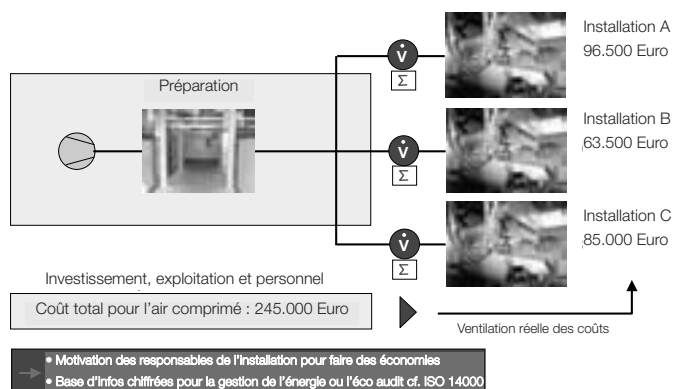 Préparation
V̇
Σ
Installation A
96.500 Euro
V̇
Σ
Installation B
63.500 Euro
V̇
Σ
Installation C
85.000 Euro
Investissement, exploitation et personnel
Coût total pour l'air comprimé : 245.000 Euro
Ventilation réelle des coûts
• Motivation des responsables de l'installation pour faire des économies
• Base d'infos chiffrées pour la gestion de l'énergie ou l'éco audit cf. ISO 14000